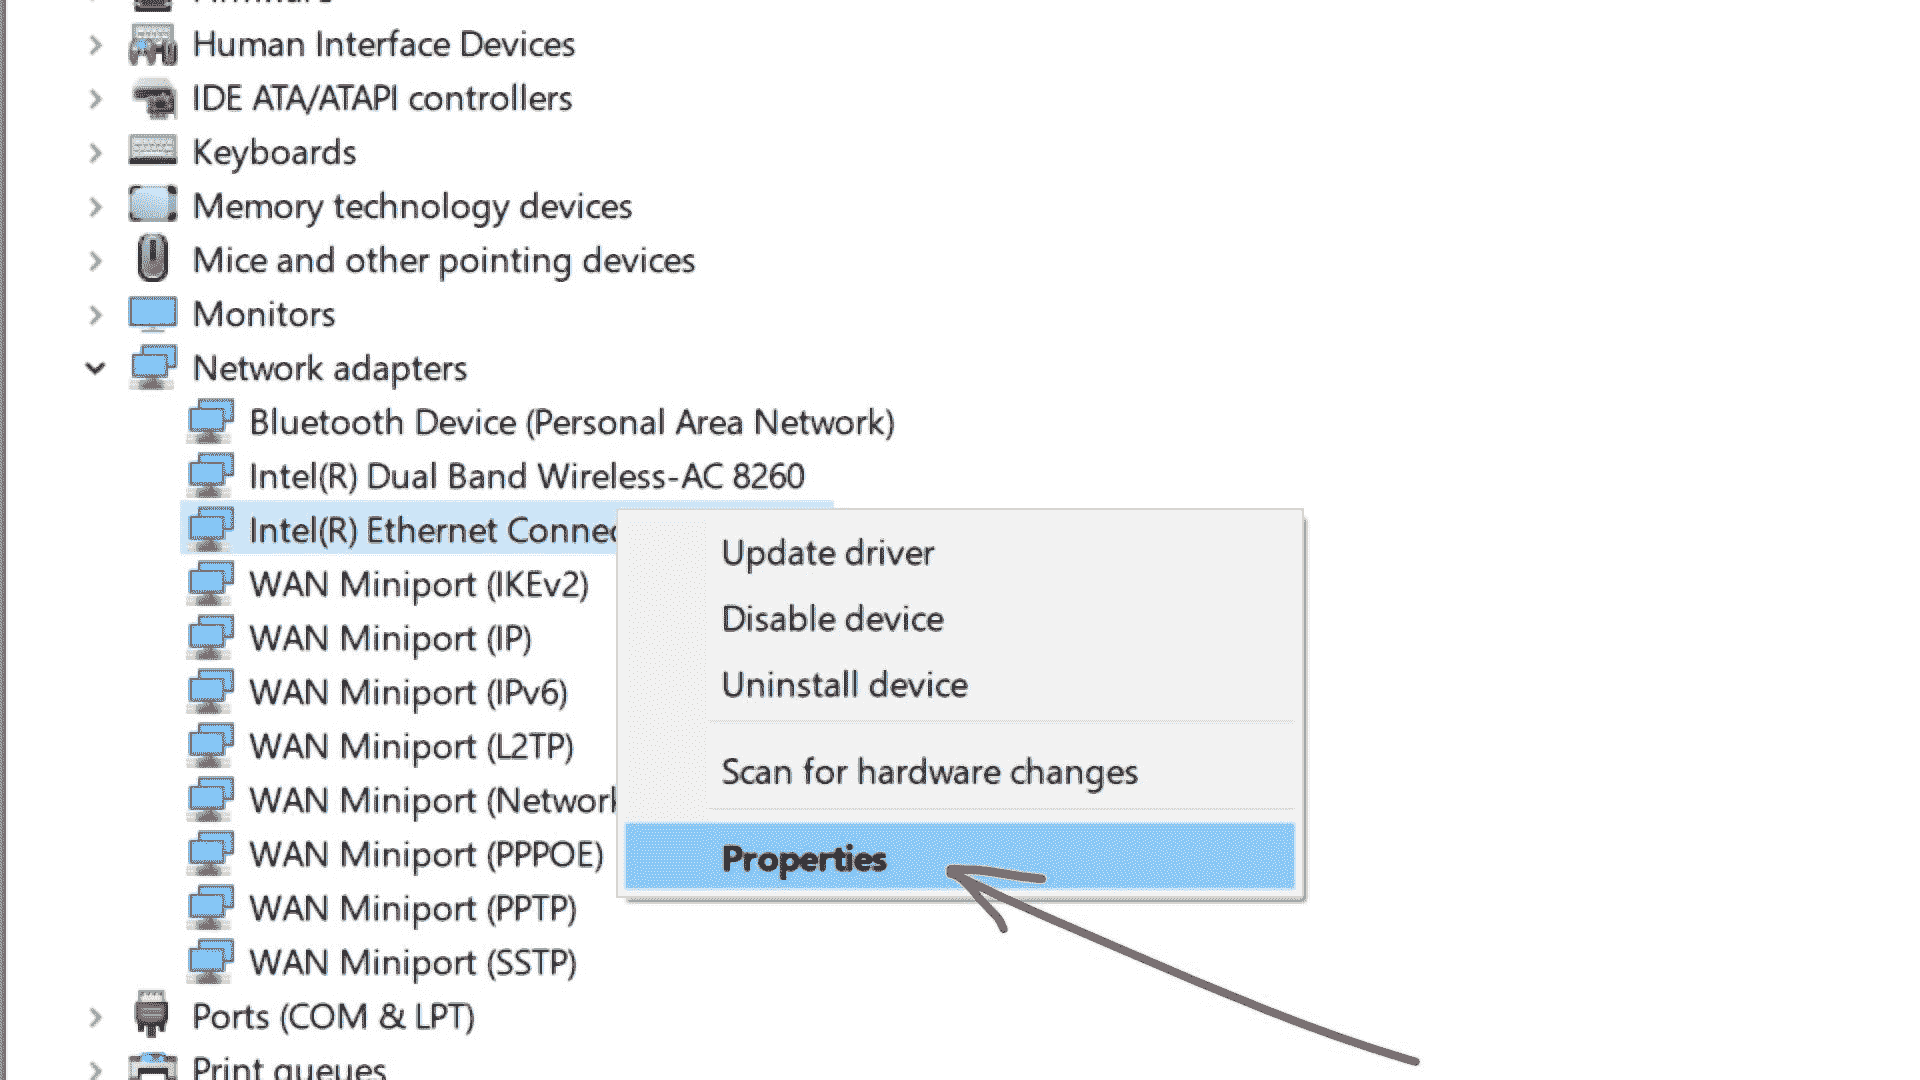 Firmware
Human Interface Devices
IDE ATA/ATAPI controllers
Keyboards
Memory technology devices
Mice and other pointing devices
Monitors
Network adapters
Bluetooth Device (Personal Area Network)
Intel(R) Dual Band Wireless-AC 8260
Intel(R) Ethernet Connec
Update driver
WAN Miniport (IKEv2)
Disable device
WAN Miniport (IP)
Uninstall device
WAN Miniport (IPv6)
WAN Miniport (L2TP)
Scan for hardware changes
WAN Miniport (Network
WAN Miniport (PPPOE)
Properties
WAN Miniport (PPTP)
WAN Miniport (SSTP)
Ports (COM & LPT)
Print queues